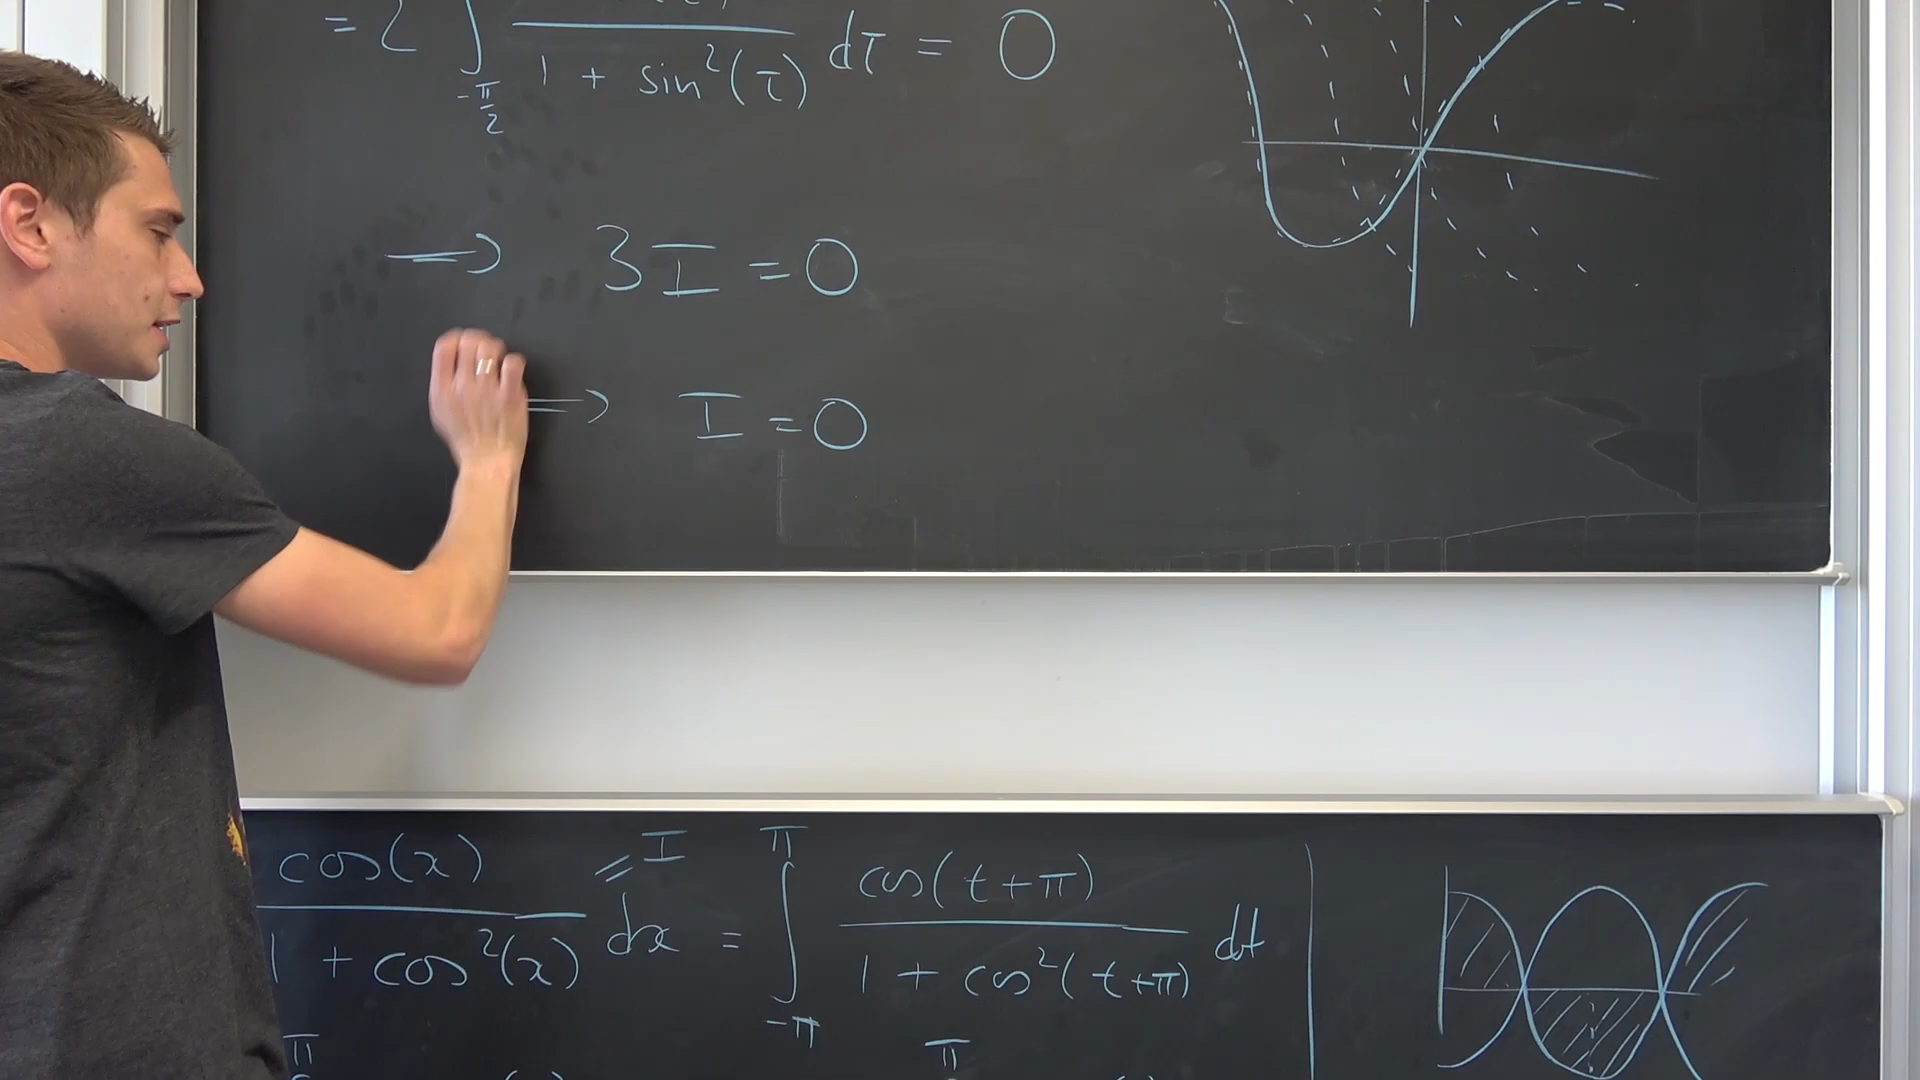 = 2 ∫_{-π/2} / 1 + sin²(τ) dτ = 0
⟹ 3I = 0
⟹ I = 0
cos(x) / 1 + cos²(x) dx = ∫_{-π}^{π} cos(t+π) / 1 + cos²(t+π) dt
= I
π π